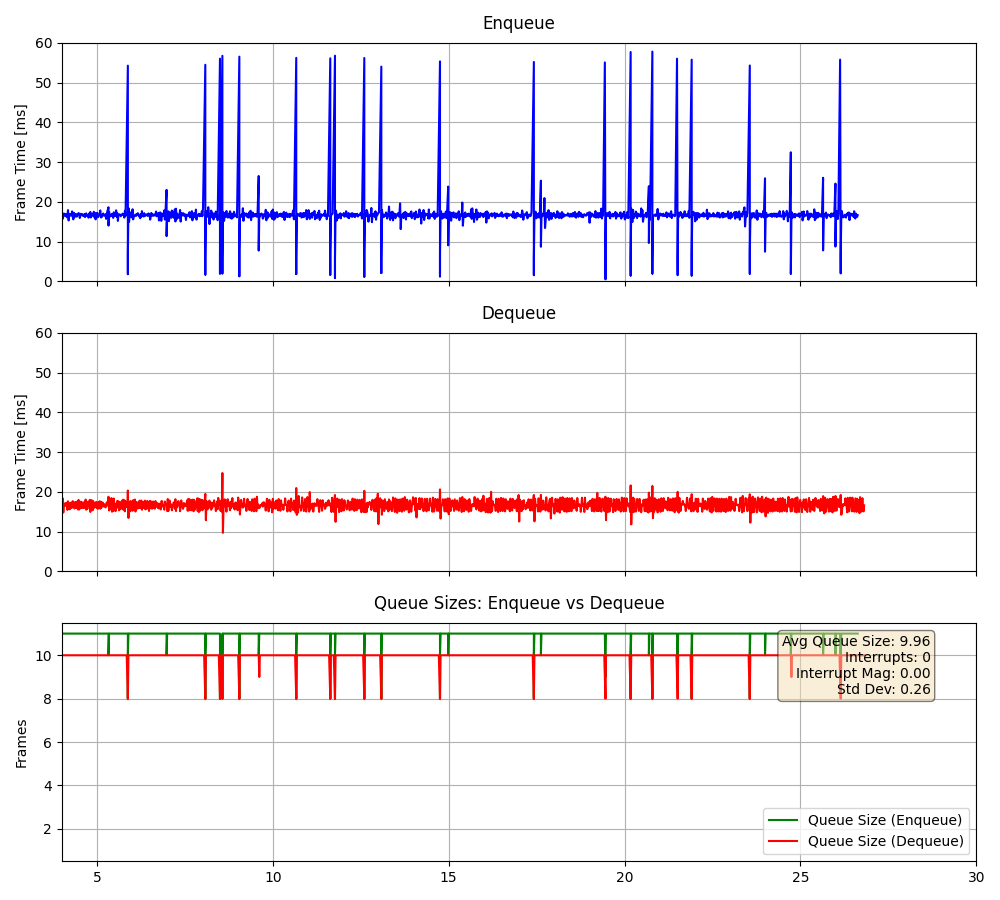 Enqueue
60
50
40
30
20
10
0
Frame Time [ms]
Dequeue
60
50
40
30
20
10
0
Frame Time [ms]
Queue Sizes: Enqueue vs Dequeue
10
8
6
4
2
Frames
Avg Queue Size: 9.96
Interrupts: 0
Interrupt Mag: 0.00
Std Dev: 0.26
Queue Size (Enqueue)
Queue Size (Dequeue)
5 10 15 20 25 30